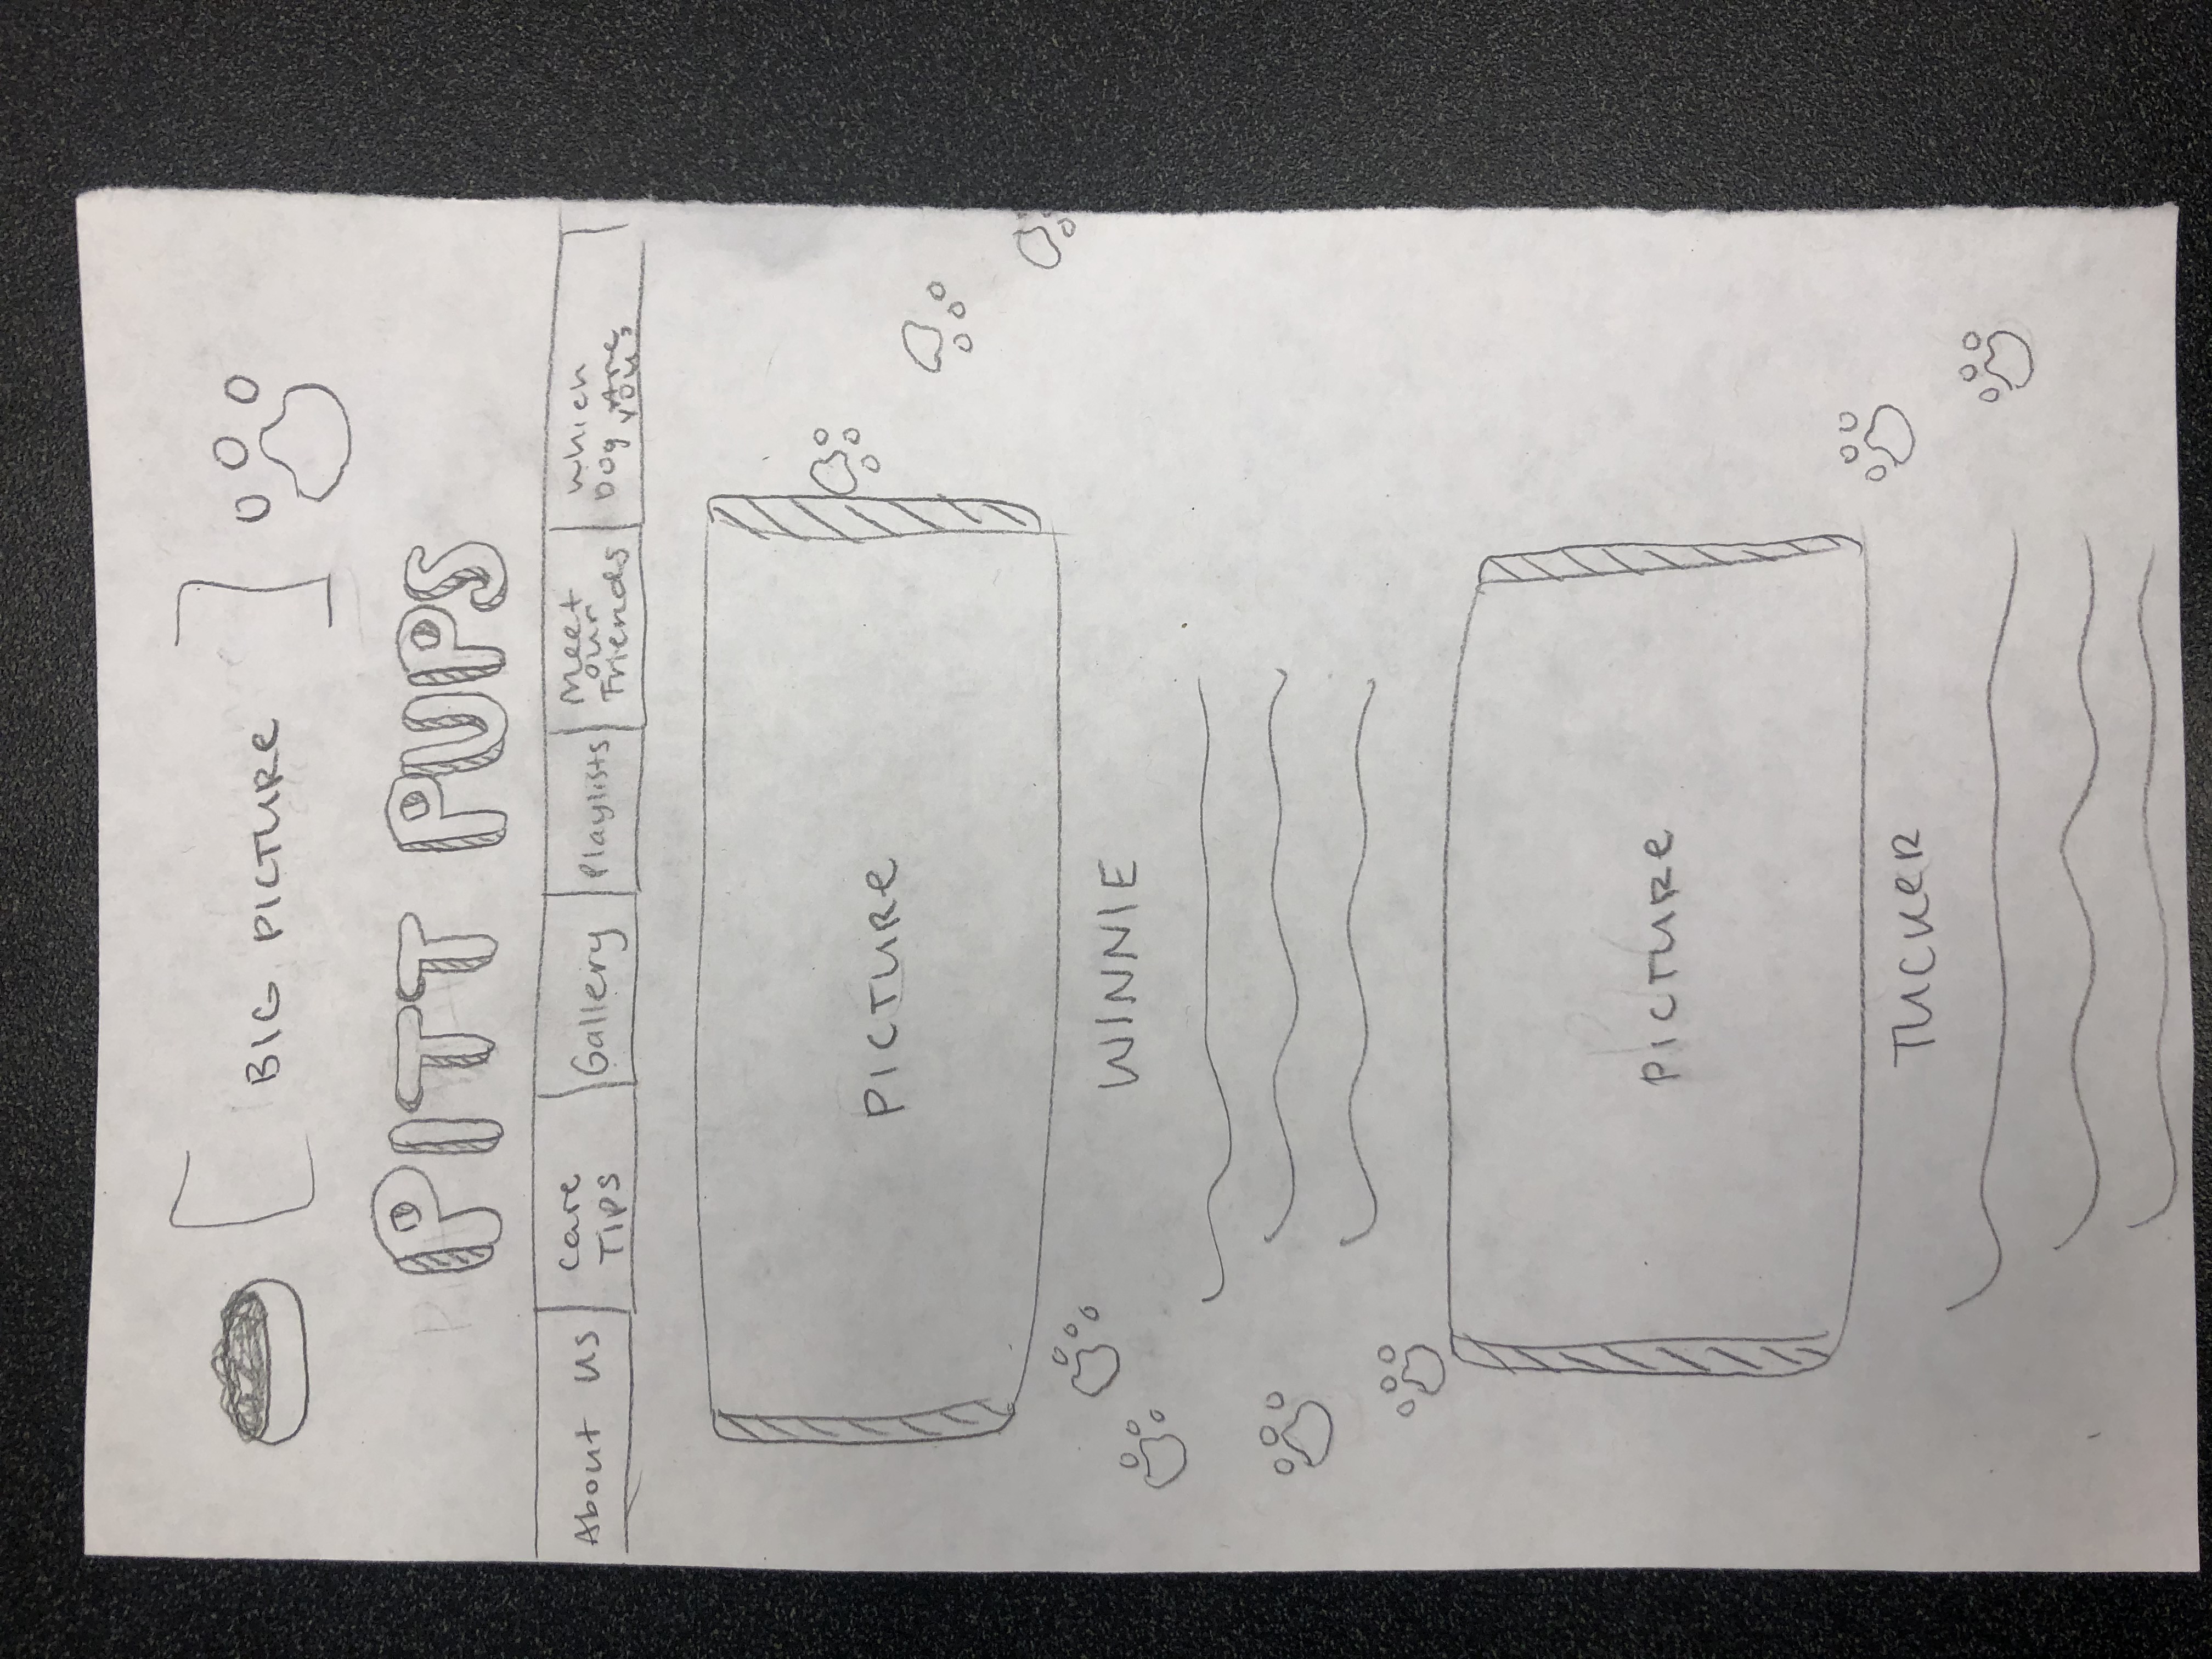 BIG PICTURE
PITT PUPS
About us
Care
TIPS
Gallery
Playlists
Meet
our
Friends
which
Dog Are
you?
PICTURE
WINNIE
PICTURE
TUCKER